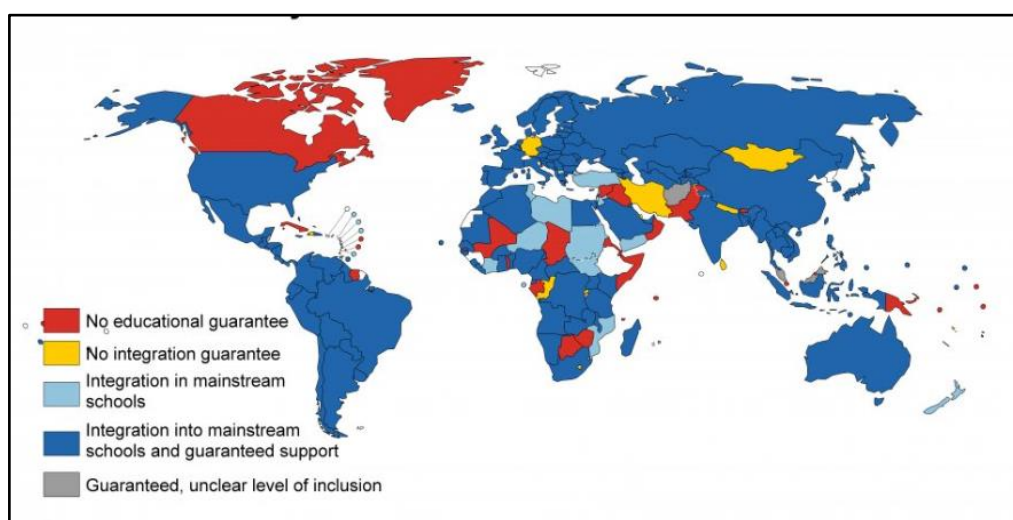 No educational guarantee
No integration guarantee
Integration in mainstream
schools
Integration into mainstream
schools and guaranteed support
Guaranteed, unclear level of inclusion